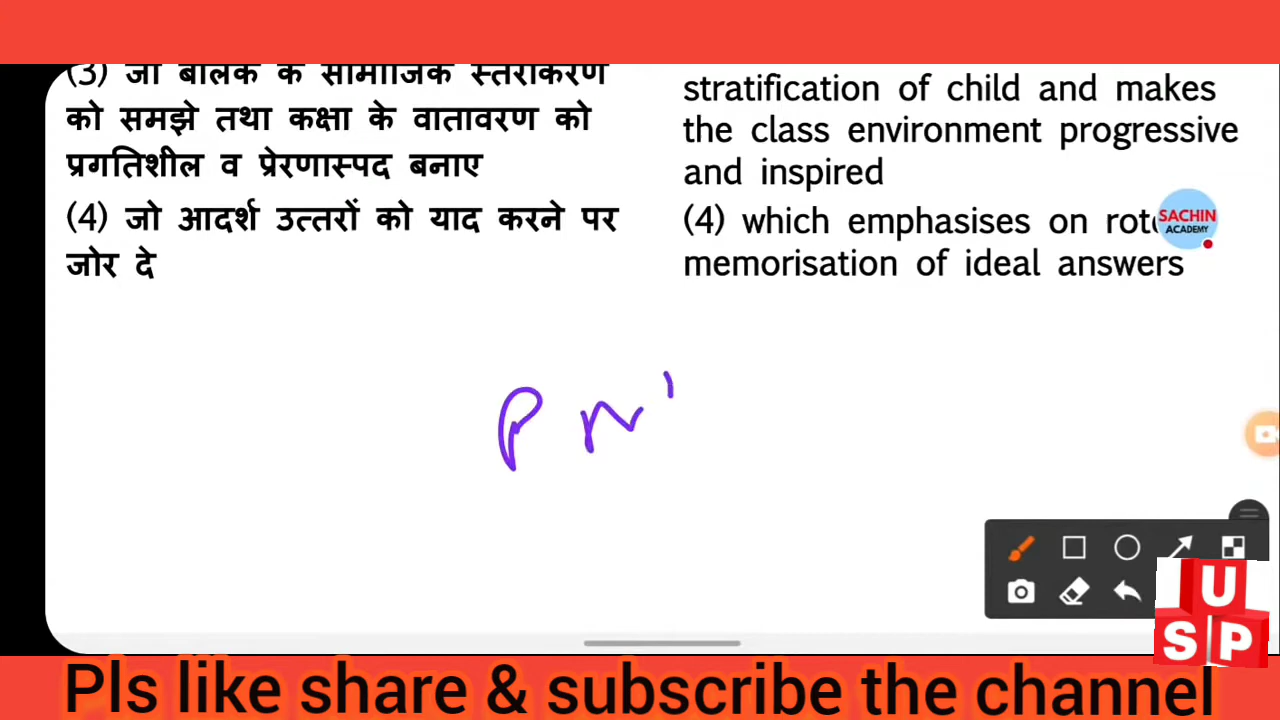 (3) जो बालक के सामाजिक स्तरीकरण
को समझे तथा कक्षा के वातावरण को
प्रगतिशील व प्रेरणास्पद बनाए
(4) जो आदर्श उत्तरों को याद करने पर
जोर दे
stratification of child and makes
the class environment progressive
and inspired
(4) which emphasises on rote
memorisation of ideal answers
SACHIN
ACADEMY
U
S P
Pls like share & subscribe the channel